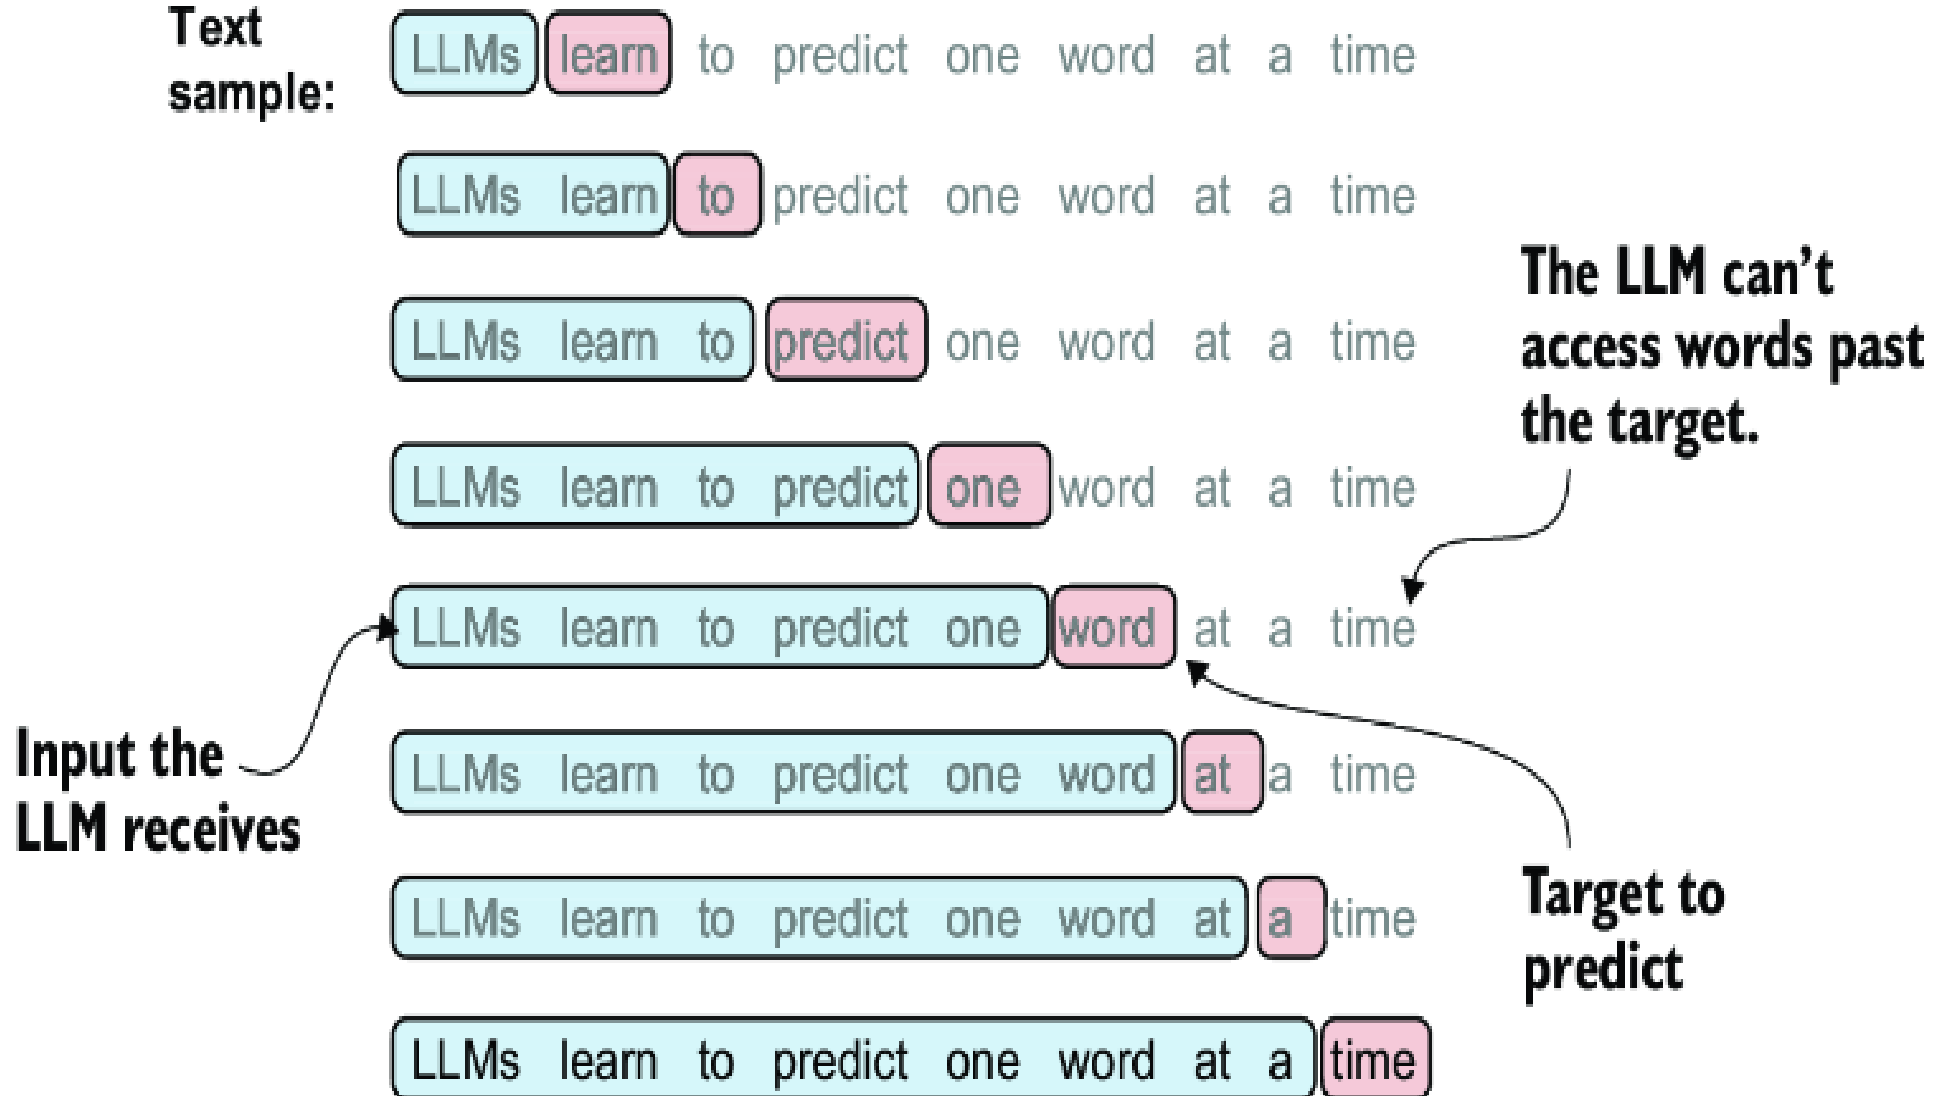 Text
sample:
LLMs learn to predict one word at a time
LLMs learn to predict one word at a time
LLMs learn to predict one word at a time
LLMs learn to predict one word at a time
LLMs learn to predict one word at a time
LLMs learn to predict one word at a time
LLMs learn to predict one word at a time
LLMs learn to predict one word at a time
The LLM can’t
access words past
the target.
Input the
LLM receives
Target to
predict